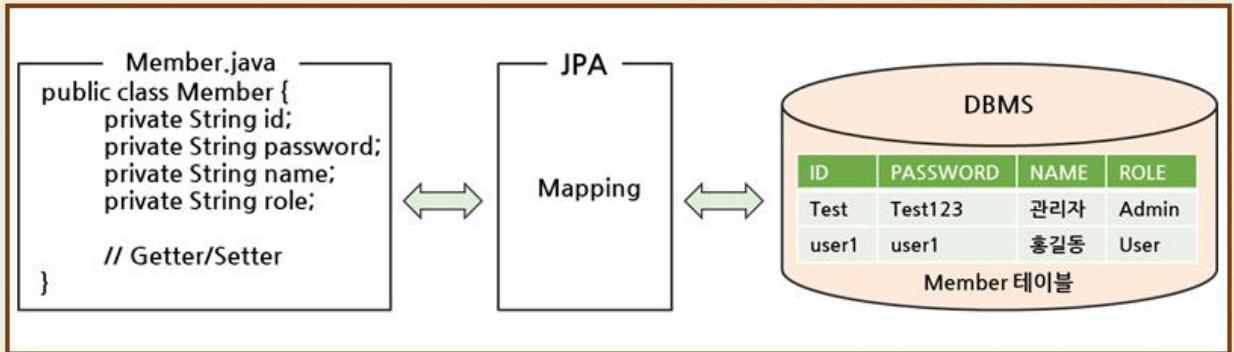 Member.java
public class Member {
private String id;
private String password;
private String name;
private String role;
// Getter/Setter
}
JPA
Mapping
DBMS
ID PASSWORD NAME ROLE
Test Test123 관리자 Admin
user1 user1 홍길동 User
Member 테이블